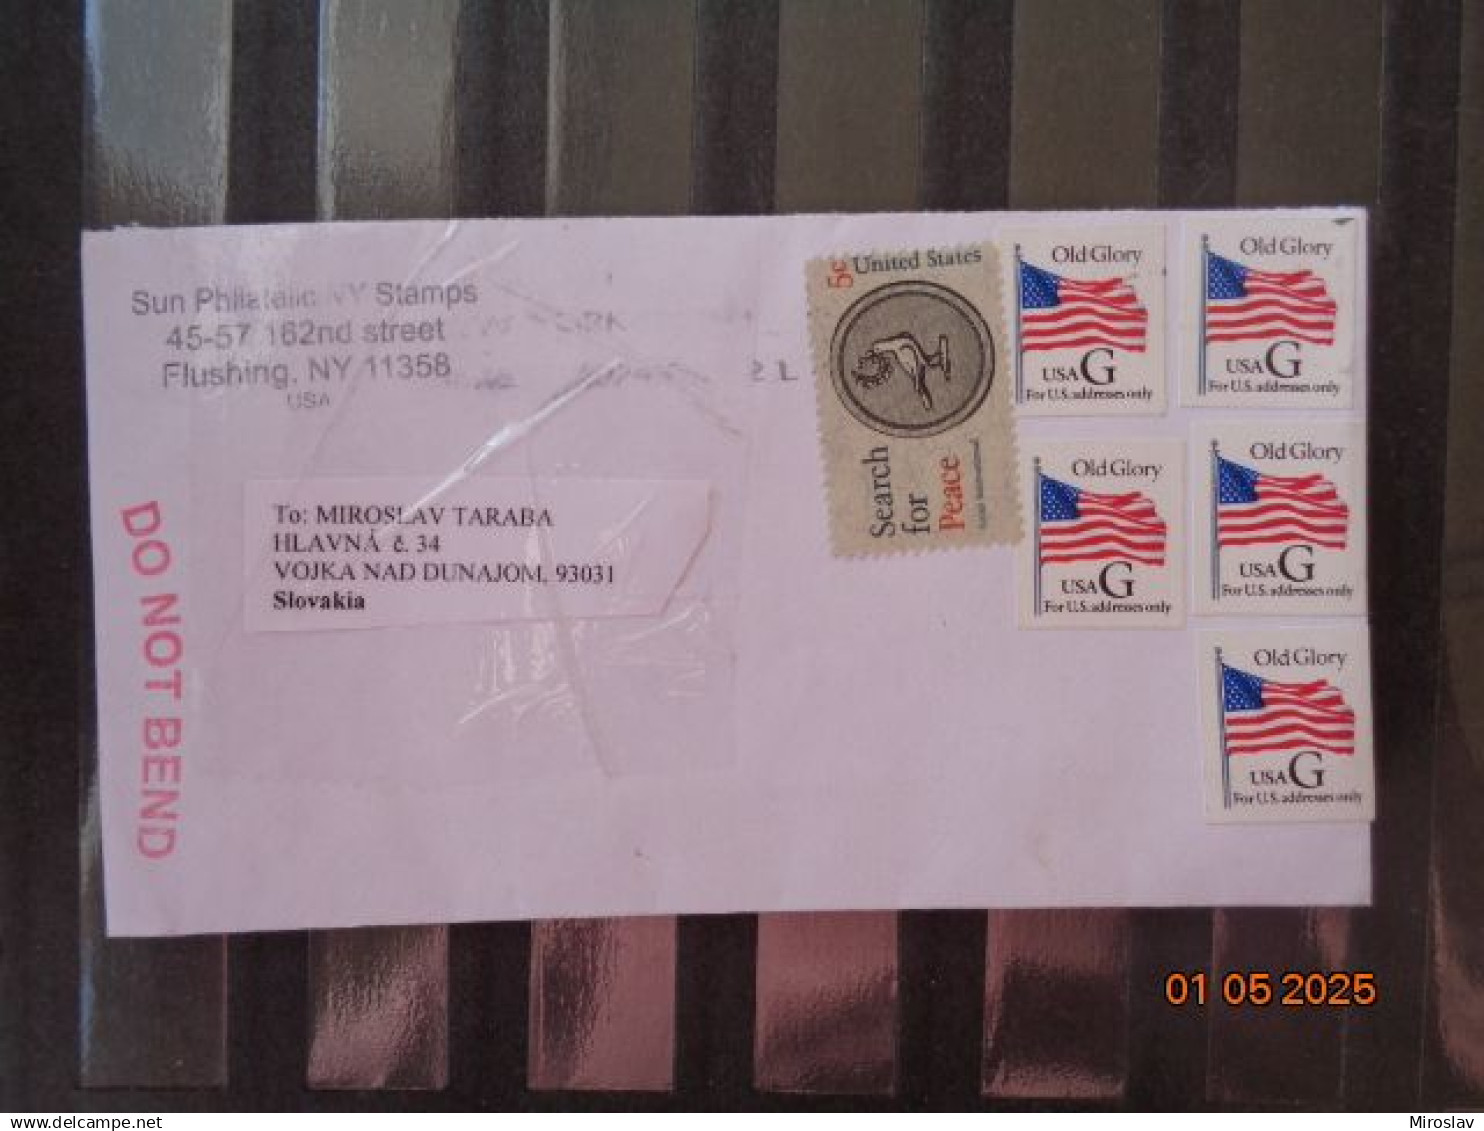 Sun Philatelic NY Stamps
45-57 162nd street
Flushing, NY 11358
USA
DO NOT BEND
To: MIROSLAV TARABA
HLAVNÁ č. 34
VOJKA NAD DUNAJOM, 93031
Slovakia
5c United States
Search
for
Peace
Lions International
Old Glory
USA G
For U.S. addresses only
Old Glory
USA G
For U.S. addresses only
Old Glory
USA G
For U.S. addresses only
Old Glory
USA G
For U.S. addresses only
Old Glory
USA G
For U.S. addresses only
01 05 2025
www.delcampe.net
Miroslav